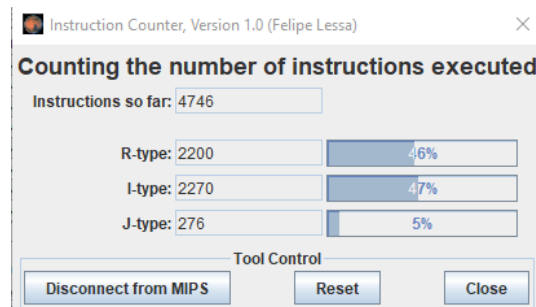 Instruction Counter, Version 1.0 (Felipe Lessa)
Counting the number of instructions executed
Instructions so far: 4746
R-type: 2200 46%
I-type: 2270 47%
J-type: 276 5%
Tool Control
Disconnect from MIPS Reset Close